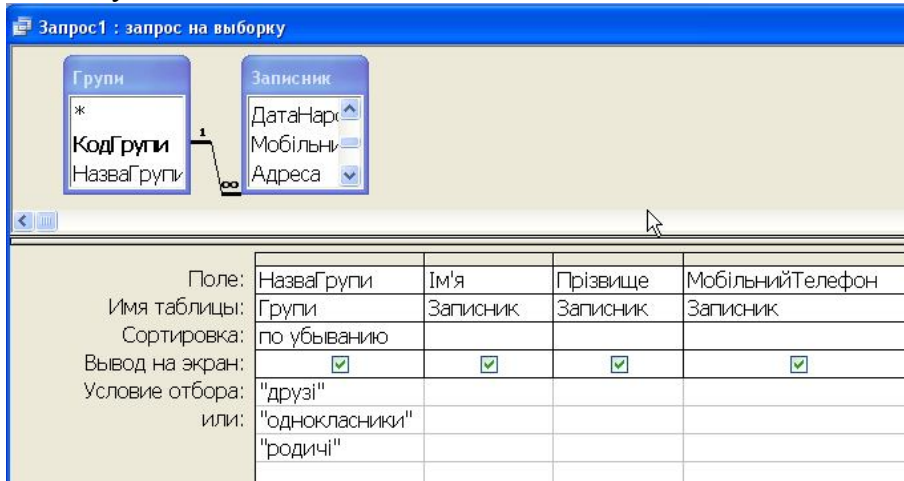 Запрос1 : запрос на выборку
Групи
Записник
*
КодГрупи
НазваГрупи
1
∞
ДатаНаро
Мобільни
Адреса
Поле: НазваГрупи Ім'я Прізвище МобільнийТелефон
Имя таблицы: Групи Записник Записник Записник
Сортировка: по убыванию
Вывод на экран:
Условие отбора: "друзі"
или: "однокласники"
"родичі"